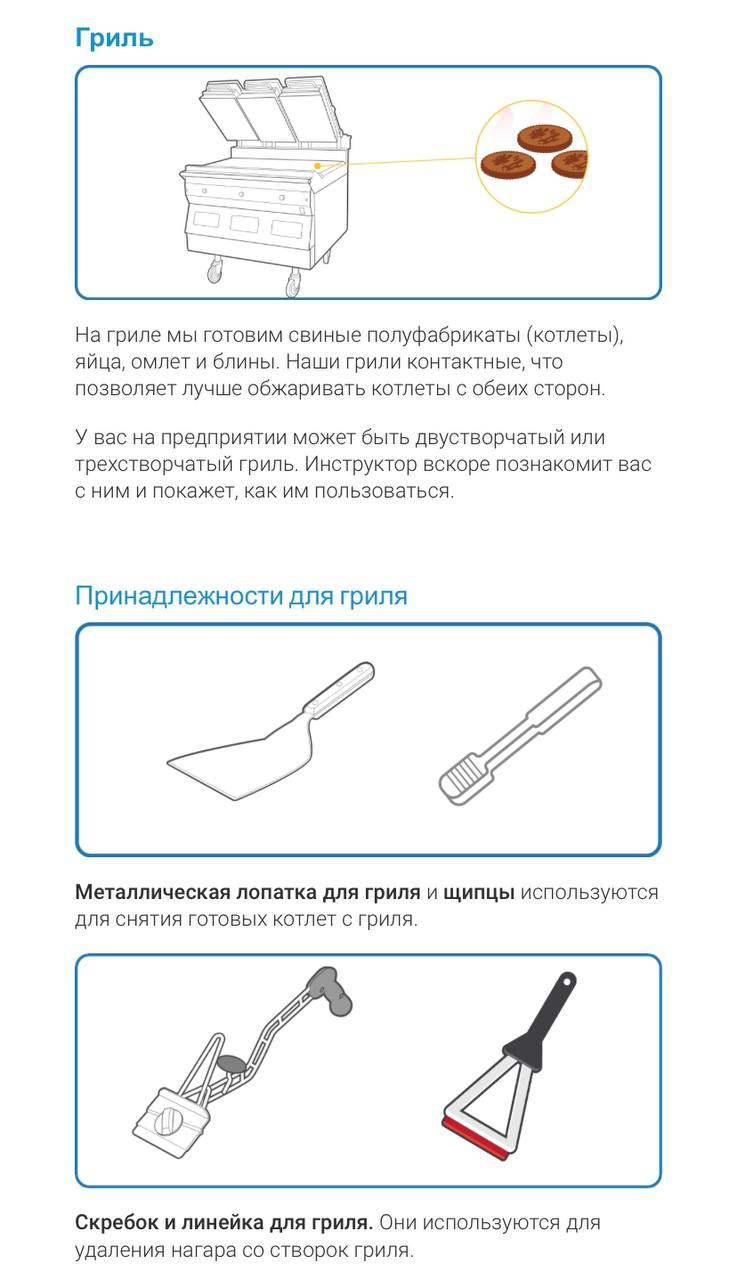 Гриль
На гриле мы готовим свиные полуфабрикаты (котлеты),
яйца, омлет и блины. Наши грили контактные, что
позволяет лучше обжаривать котлеты с обеих сторон.
У вас на предприятии может быть двустворчатый или
трехстворчатый гриль. Инструктор вскоре познакомит вас
с ним и покажет, как им пользоваться.
Принадлежности для гриля
Металлическая лопатка для гриля и щипцы используются
для снятия готовых котлет с гриля.
Скребок и линейка для гриля. Они используются для
удаления нагара со створок гриля.